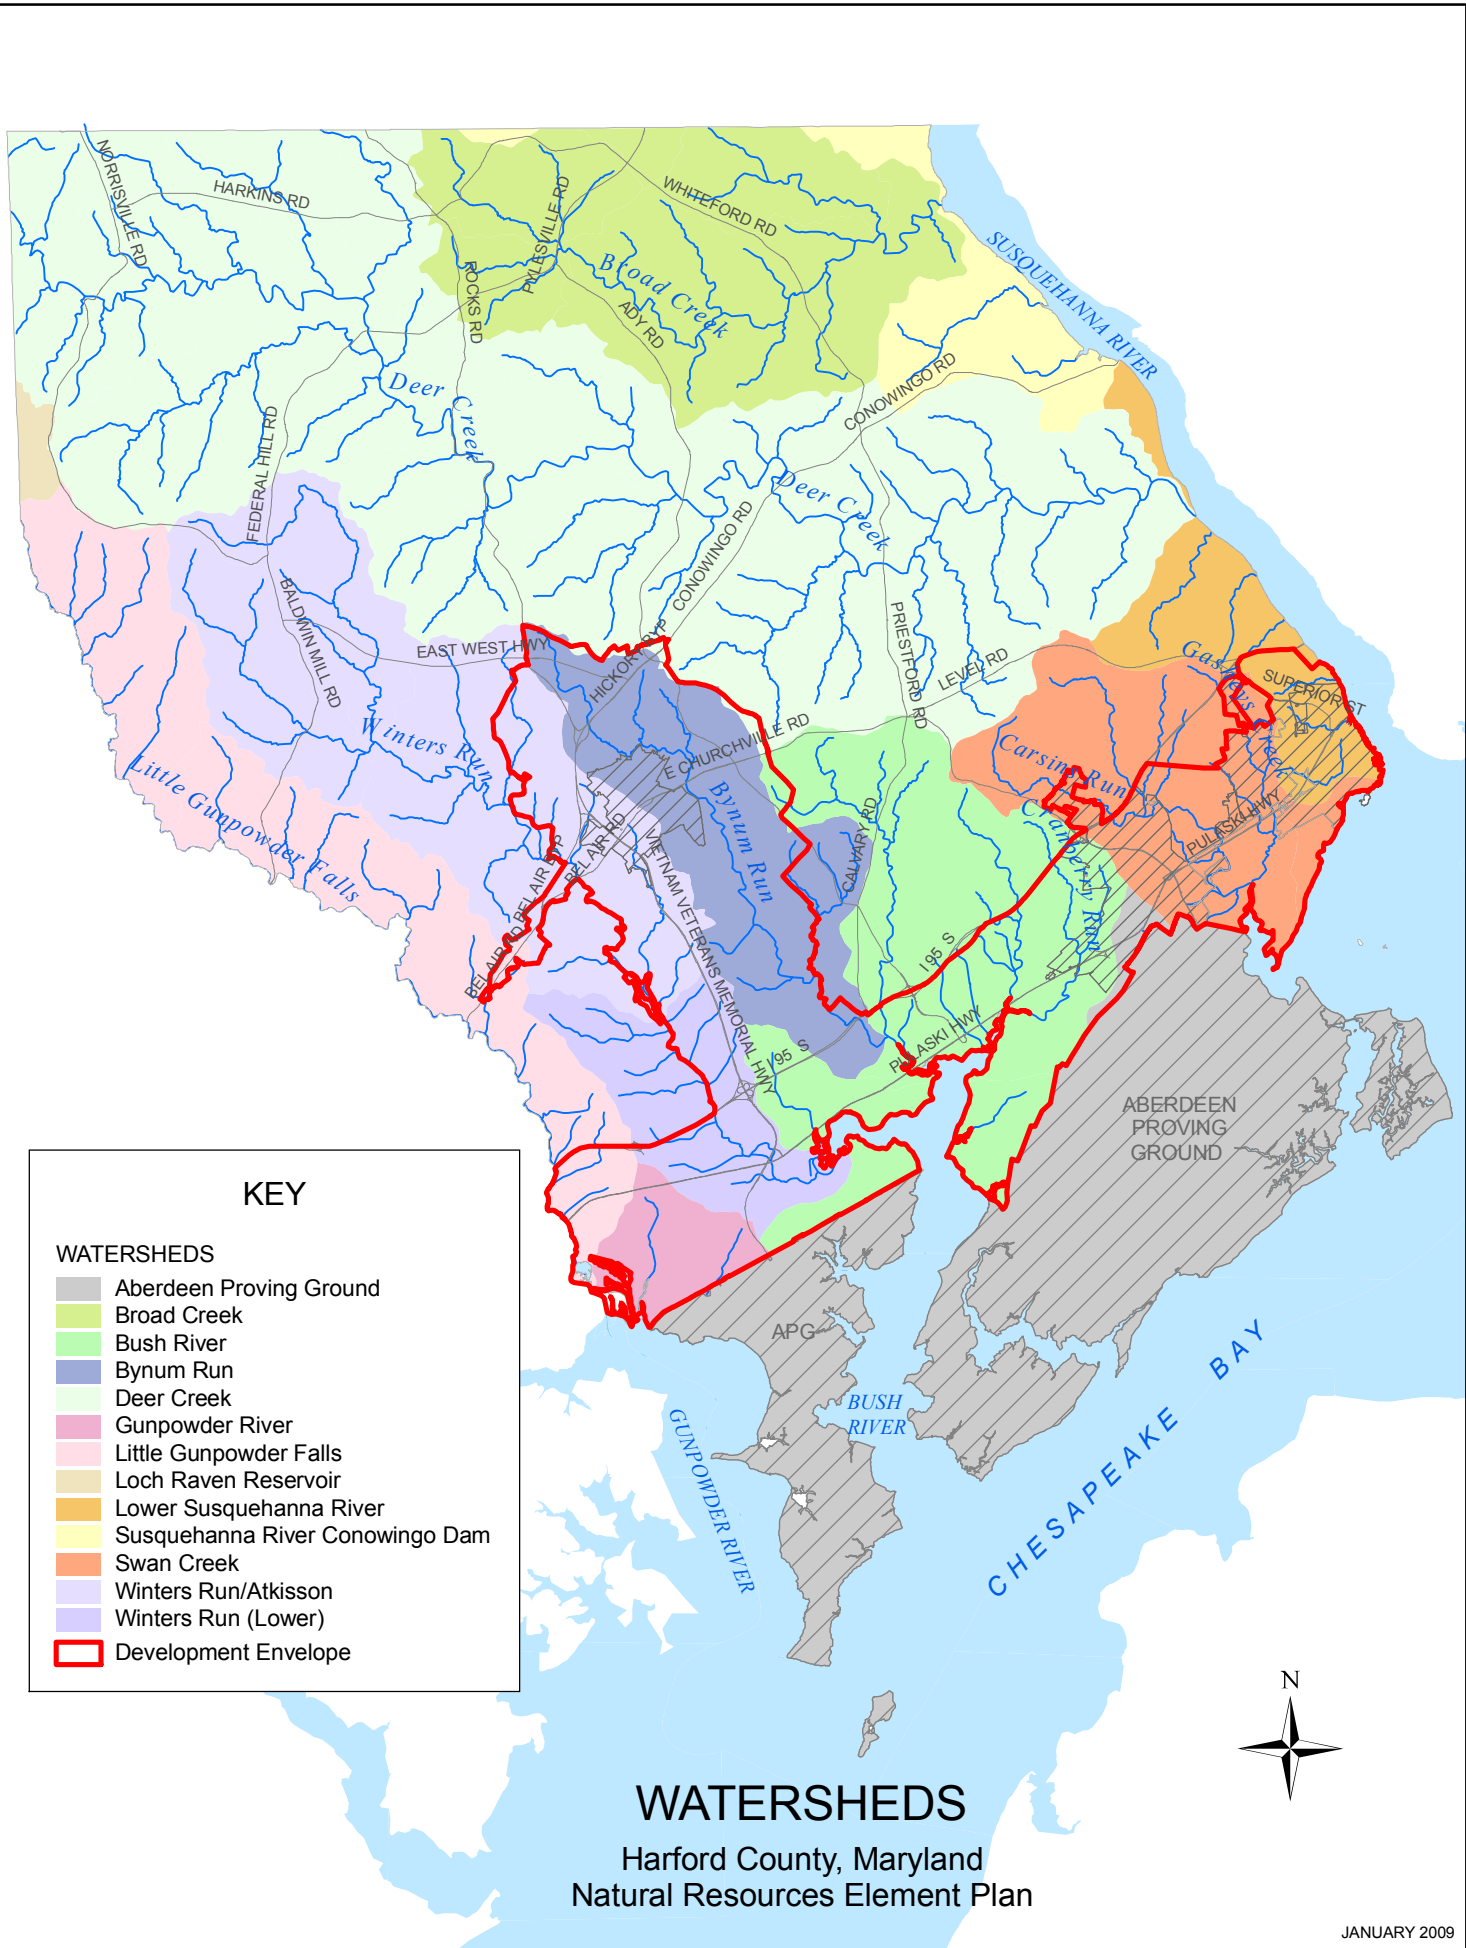 NORRISVILLE RD
HARKINS RD
ROCKS RD
PYLESVILLE RD
WHITEFORD RD
Broad Creek
ADY RD
SUSQUEHANNA RIVER
CONOWINGO RD
Deer Creek
FEDERAL HILL RD
Deer Creek
CONOWINGO RD
BALDWIN MILL RD
EAST WEST HWY
HICKORY BYP
PRIESTFORD RD
LEVEL RD
Gasheys Creek
SUPERIOR ST
Winters Run
E CHURCHVILLE RD
Carsins Run
Little Gunpowder Falls
Bynum Run
CALVARY RD
Cranberry Run
PULASKI HWY
BELAIR RD
BEL AIR BYP
BELAIR RD
VIETNAM VETERANS MEMORIAL HWY
I 95 S
I 95 S
PULASKI HWY
ABERDEEN
PROVING
GROUND
APG
BUSH
RIVER
GUNPOWDER RIVER
CHESAPEAKE BAY
KEY
WATERSHEDS
Aberdeen Proving Ground
Broad Creek
Bush River
Bynum Run
Deer Creek
Gunpowder River
Little Gunpowder Falls
Loch Raven Reservoir
Lower Susquehanna River
Susquehanna River Conowingo Dam
Swan Creek
Winters Run/Atkisson
Winters Run (Lower)
Development Envelope
N
WATERSHEDS
Harford County, Maryland
Natural Resources Element Plan
JANUARY 2009